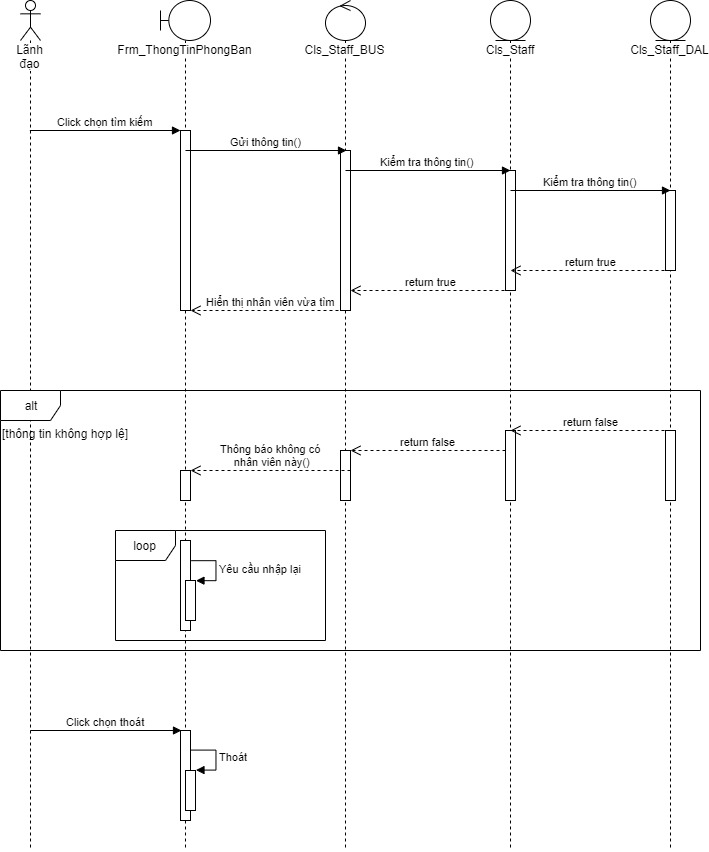 Lãnh
đạo
Frm_ThongTinPhongBan
Cls_Staff_BUS
Cls_Staff
Cls_Staff_DAL
Click chọn tìm kiếm
Gửi thông tin()
Kiểm tra thông tin()
Kiểm tra thông tin()
return true
return true
Hiển thị nhân viên vừa tìm
alt
[thông tin không hợp lệ]
return false
return false
Thông báo không có
nhân viên này()
loop
Yêu cầu nhập lại
Click chọn thoát
Thoát